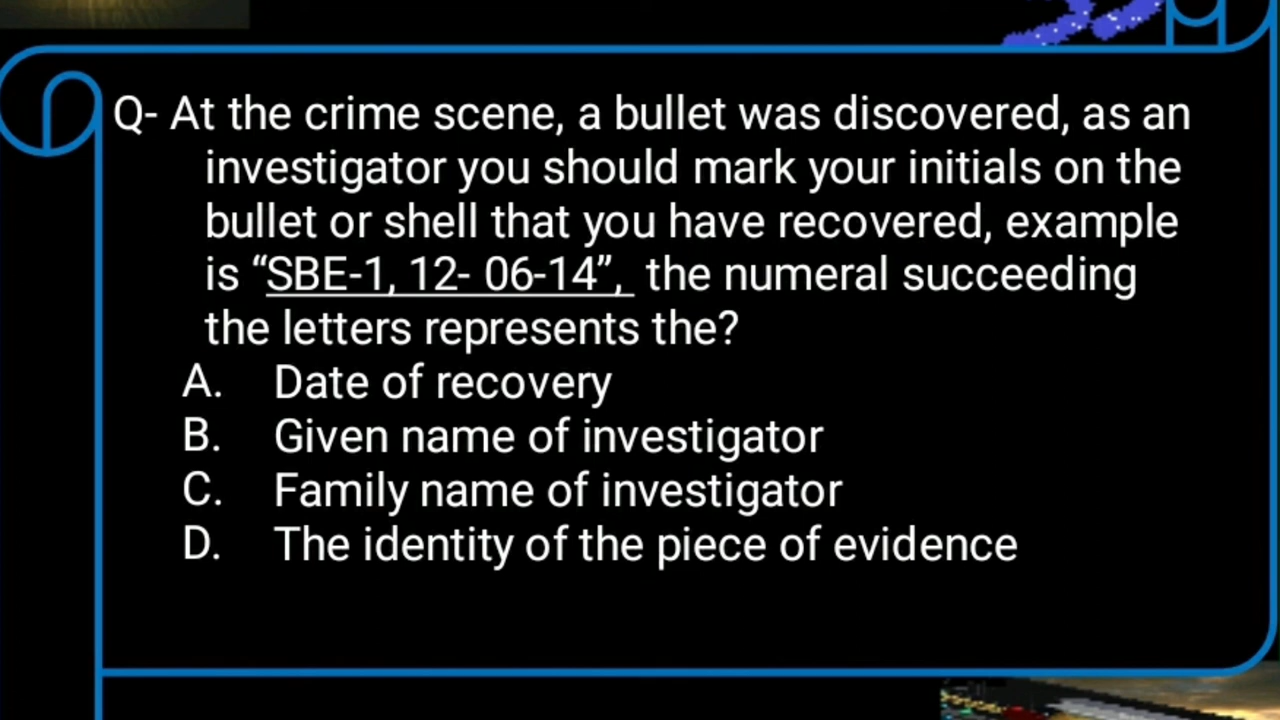 Q- At the crime scene, a bullet was discovered, as an
investigator you should mark your initials on the
bullet or shell that you have recovered, example
is “SBE-1, 12- 06-14”, the numeral succeeding
the letters represents the?
A. Date of recovery
B. Given name of investigator
C. Family name of investigator
D. The identity of the piece of evidence